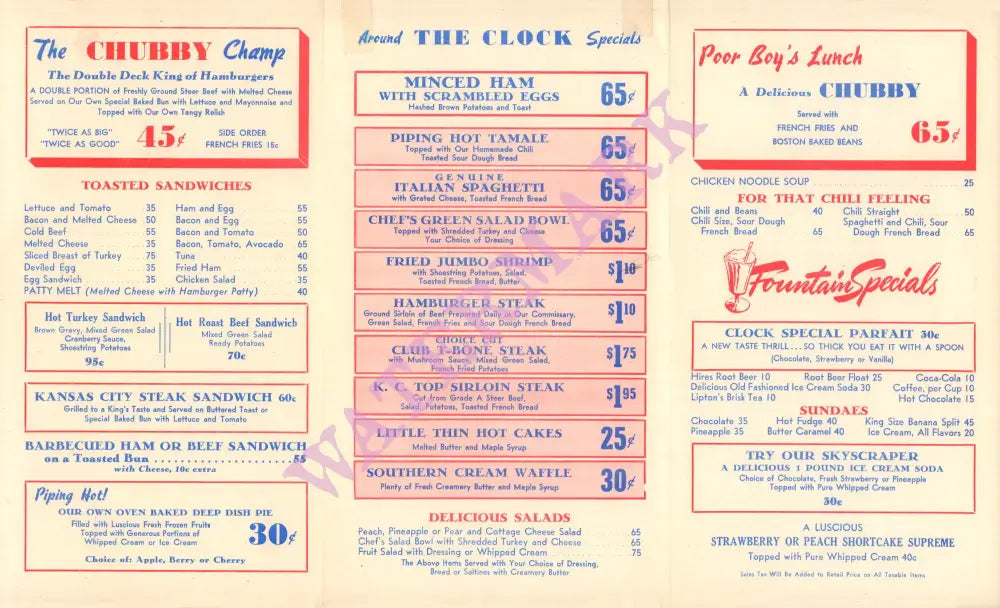 The CHUBBY Champ
The Double Deck King of Hamburgers
A DOUBLE PORTION of Freshly Ground Steer Beef with Melted Cheese
Served on Our Own Special Baked Bun with Lettuce and Mayonnaise and
Topped with Our Own Tangy Relish
"TWICE AS BIG"
"TWICE AS GOOD"
45¢
SIDE ORDER
FRENCH FRIES 15c
TOASTED SANDWICHES
Lettuce and Tomato 35
Bacon and Melted Cheese 50
Cold Beef 55
Melted Cheese 35
Sliced Breast of Turkey 75
Deviled Egg 35
Egg Sandwich 35
Ham and Egg 55
Bacon and Egg 55
Bacon and Tomato 50
Bacon, Tomato, Avocado 65
Tuna 40
Fried Ham 55
Chicken Salad 35
PATTY MELT (Melted Cheese with Hamburger Patty) 40
Hot Turkey Sandwich
Brown Gravy, Mixed Green Salad
Cranberry Sauce,
Shoestring Potatoes
95c
Hot Roast Beef Sandwich
Mixed Green Salad
Ready Potatoes
70c
KANSAS CITY STEAK SANDWICH 60c
Grilled to a King's Taste and Served on Buttered Toast or
Special Baked Bun with Lettuce and Tomato
BARBECUED HAM OR BEEF SANDWICH
on a Toasted Bun 55
with Cheese, 10c extra
Piping Hot!
OUR OWN OVEN BAKED DEEP DISH PIE
Filled with Luscious Fresh Frozen Fruits
Topped with Generous Portions of
Whipped Cream or Ice Cream
30¢
Choice of: Apple, Berry or Cherry
Around THE CLOCK Specials
MINCED HAM
WITH SCRAMBLED EGGS
Hashed Brown Potatoes and Toast
65¢
PIPING HOT TAMALE
Topped with Our Homemade Chili
Toasted Sour Dough Bread
65¢
GENUINE
ITALIAN SPAGHETTI
with Grated Cheese, Toasted French Bread
65¢
CHEF'S GREEN SALAD BOWL
Topped with Shredded Turkey and Cheese
Your Choice of Dressing
65¢
FRIED JUMBO SHRIMP
with Shoestring Potatoes, Salad,
Toasted French Bread, Butter
$1.10
HAMBURGER STEAK
Ground Sirloin of Beef Prepared Daily in Our Commissary,
Green Salad, French Fries and Sour Dough French Bread
$1.10
CHOICE CUT
CLUB T-BONE STEAK
with Mushroom Sauce, Mixed Green Salad,
French Fried Potatoes
$1.75
K. C. TOP SIRLOIN STEAK
Cut from Grade A Steer Beef,
Salad, Potatoes, Toasted French Bread
$1.95
LITTLE THIN HOT CAKES
Melted Butter and Maple Syrup
25¢
SOUTHERN CREAM WAFFLE
Plenty of Fresh Creamery Butter and Maple Syrup
30¢
DELICIOUS SALADS
Peach, Pineapple or Pear and Cottage Cheese Salad 65
Chef's Salad Bowl with Shredded Turkey and Cheese 65
Fruit Salad with Dressing or Whipped Cream 75
The Above Items Served with Your Choice of Dressing,
Bread or Saltines with Creamery Butter
Poor Boy's Lunch
A Delicious CHUBBY
Served with
FRENCH FRIES AND
BOSTON BAKED BEANS
65¢
CHICKEN NOODLE SOUP 25
FOR THAT CHILI FEELING
Chili and Beans 40
Chili Size, Sour Dough
French Bread 65
Chili Straight 50
Spaghetti and Chili, Sour
Dough French Bread 65
Fountain Specials
CLOCK SPECIAL PARFAIT 30c
A NEW TASTE THRILL...SO THICK YOU EAT IT WITH A SPOON
(Chocolate, Strawberry or Vanilla)
Hires Root Beer 10 Root Beer Float 25 Coca-Cola 10
Delicious Old Fashioned Ice Cream Soda 30 Coffee, per Cup 10
Lipton's Brisk Tea 10 Hot Chocolate 15
SUNDAES
Chocolate 35 Hot Fudge 40 King Size Banana Split 45
Pineapple 35 Butter Caramel 40 Ice Cream, All Flavors 20
TRY OUR SKYSCRAPER
A DELICIOUS 1 POUND ICE CREAM SODA
Choice of Chocolate, Fresh Strawberry or Pineapple
Topped with Pure Whipped Cream
30c
A LUSCIOUS
STRAWBERRY OR PEACH SHORTCAKE SUPREME
Topped with Pure Whipped Cream 40c
Sales Tax Will Be Added to Retail Price on All Taxable Items
WATERMARK